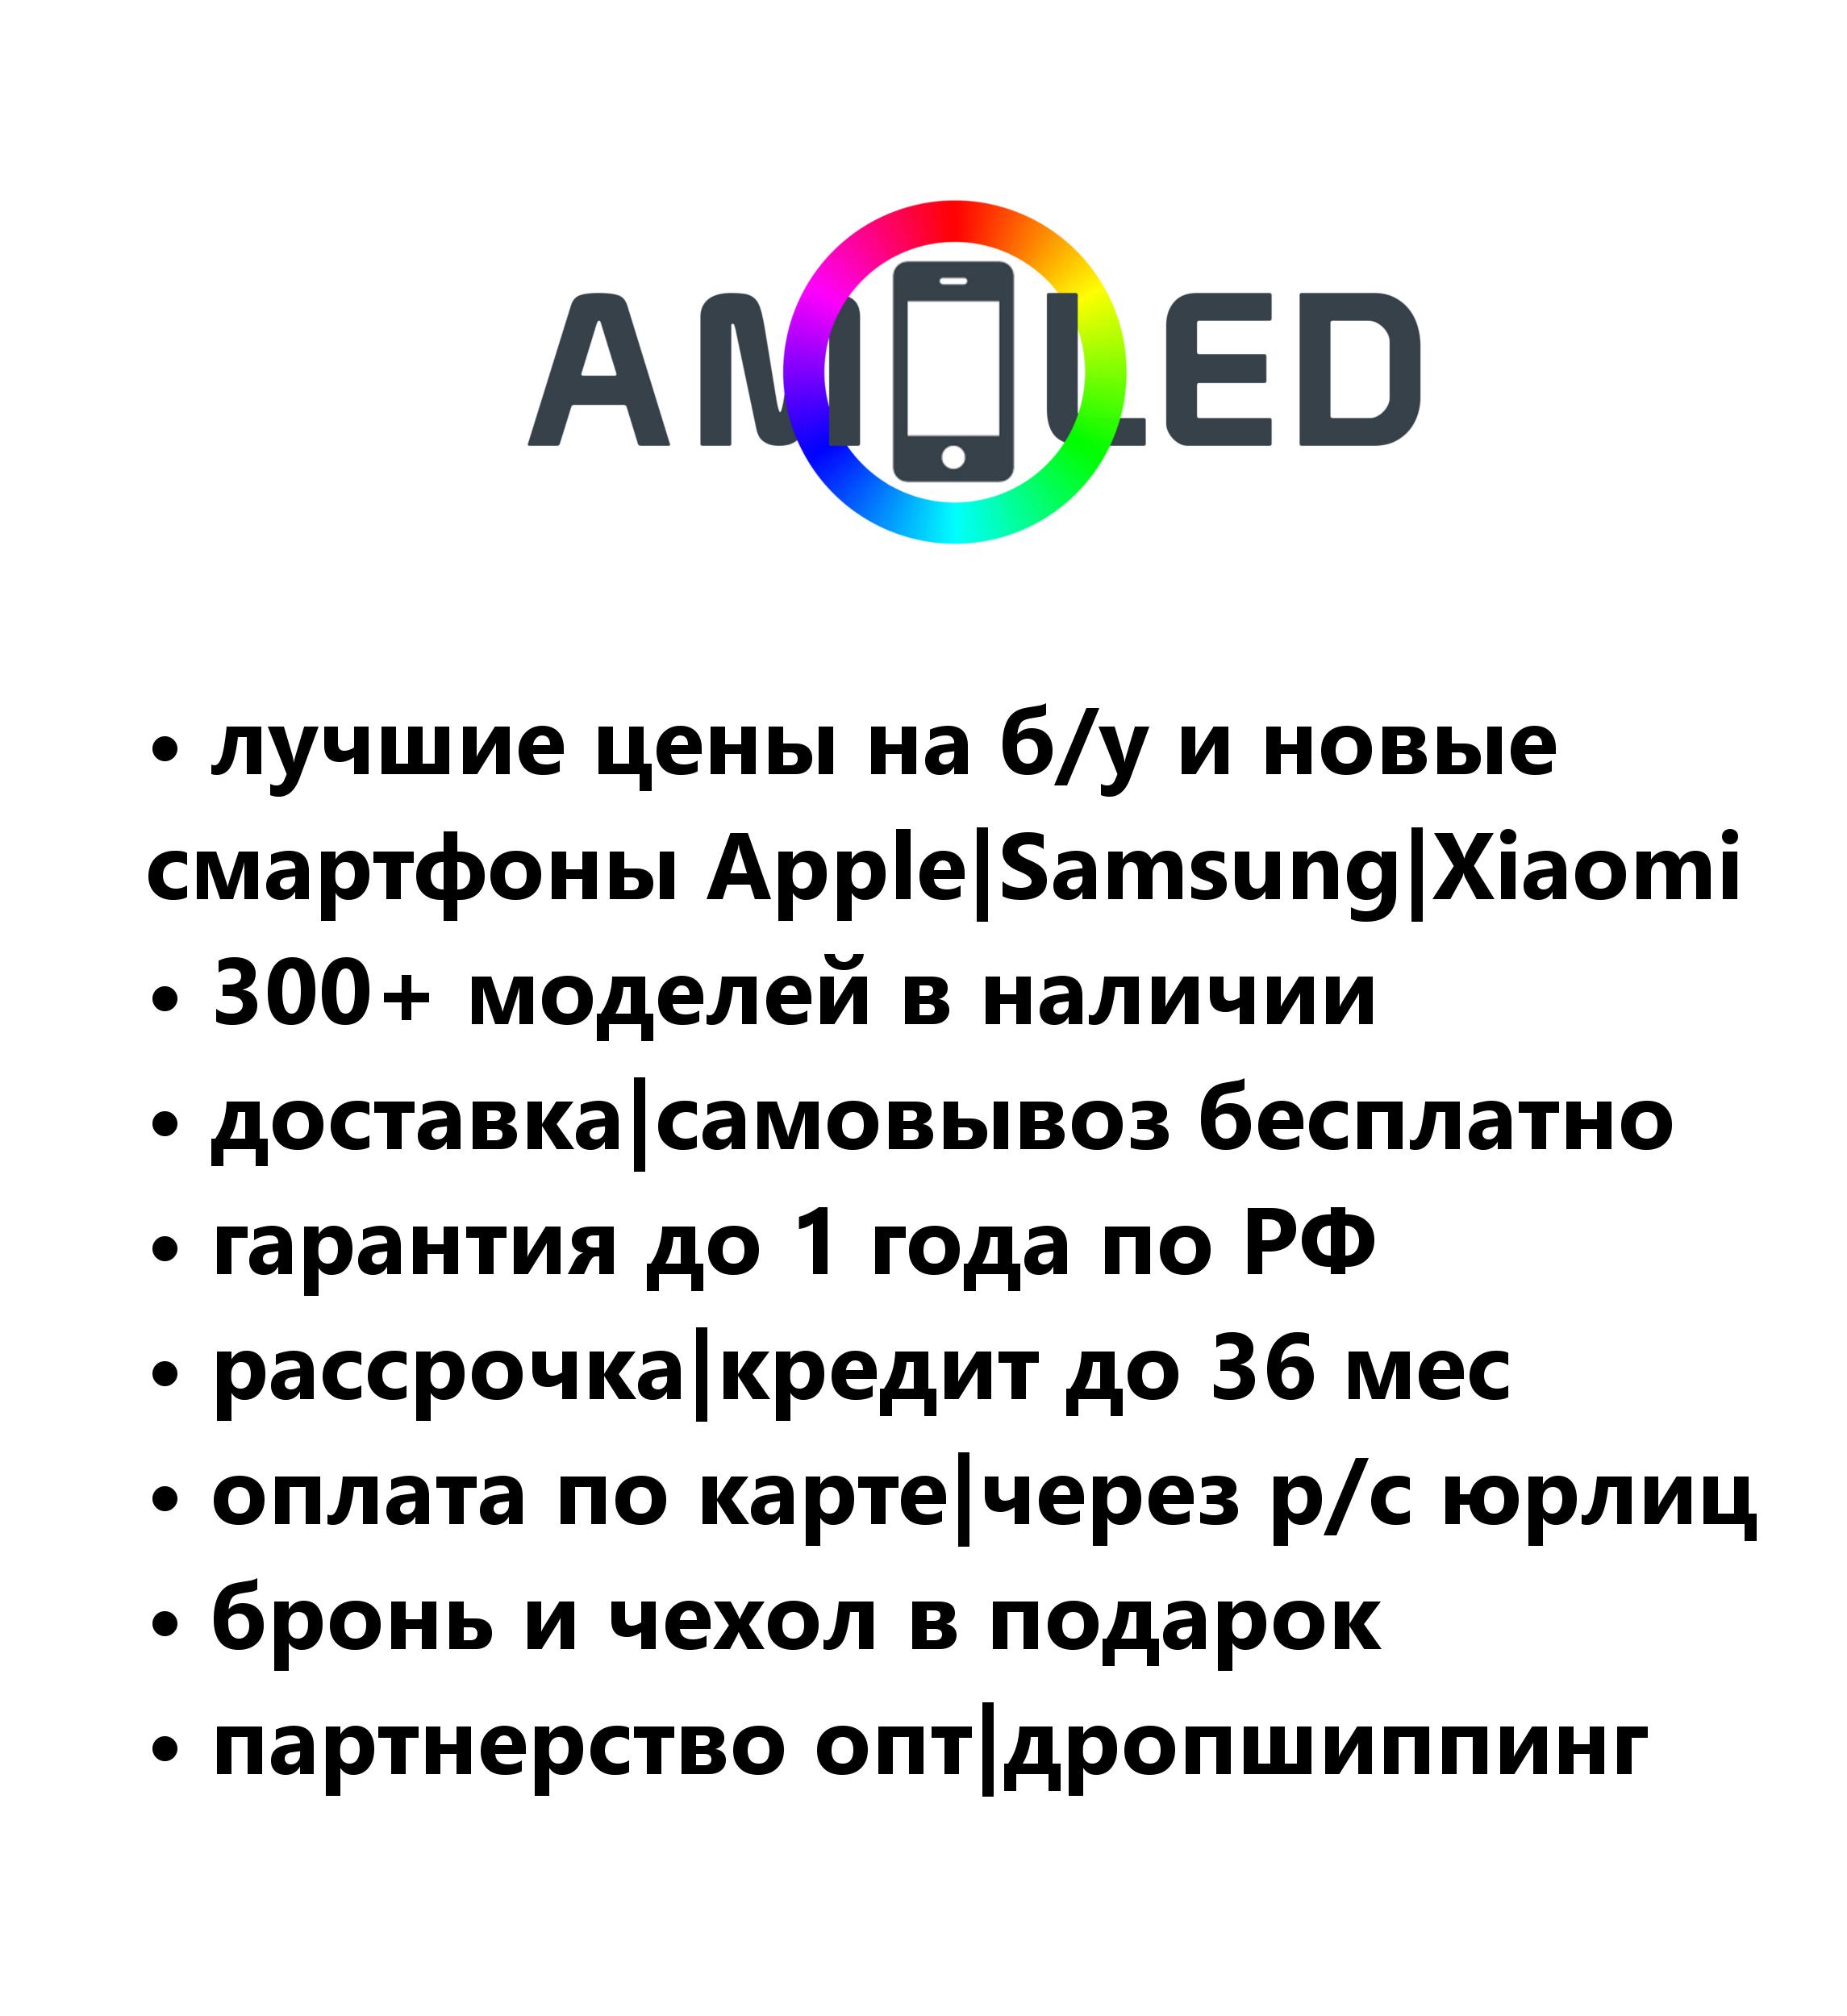 AMOLED
• лучшие цены на б/у и новые
смартфоны Apple|Samsung|Xiaomi
• 300+ моделей в наличии
• доставка|самовывоз бесплатно
• гарантия до 1 года по РФ
• рассрочка|кредит до 36 мес
• оплата по карте|через р/с юрлиц
• бронь и чехол в подарок
• партнерство опт|дропшиппинг